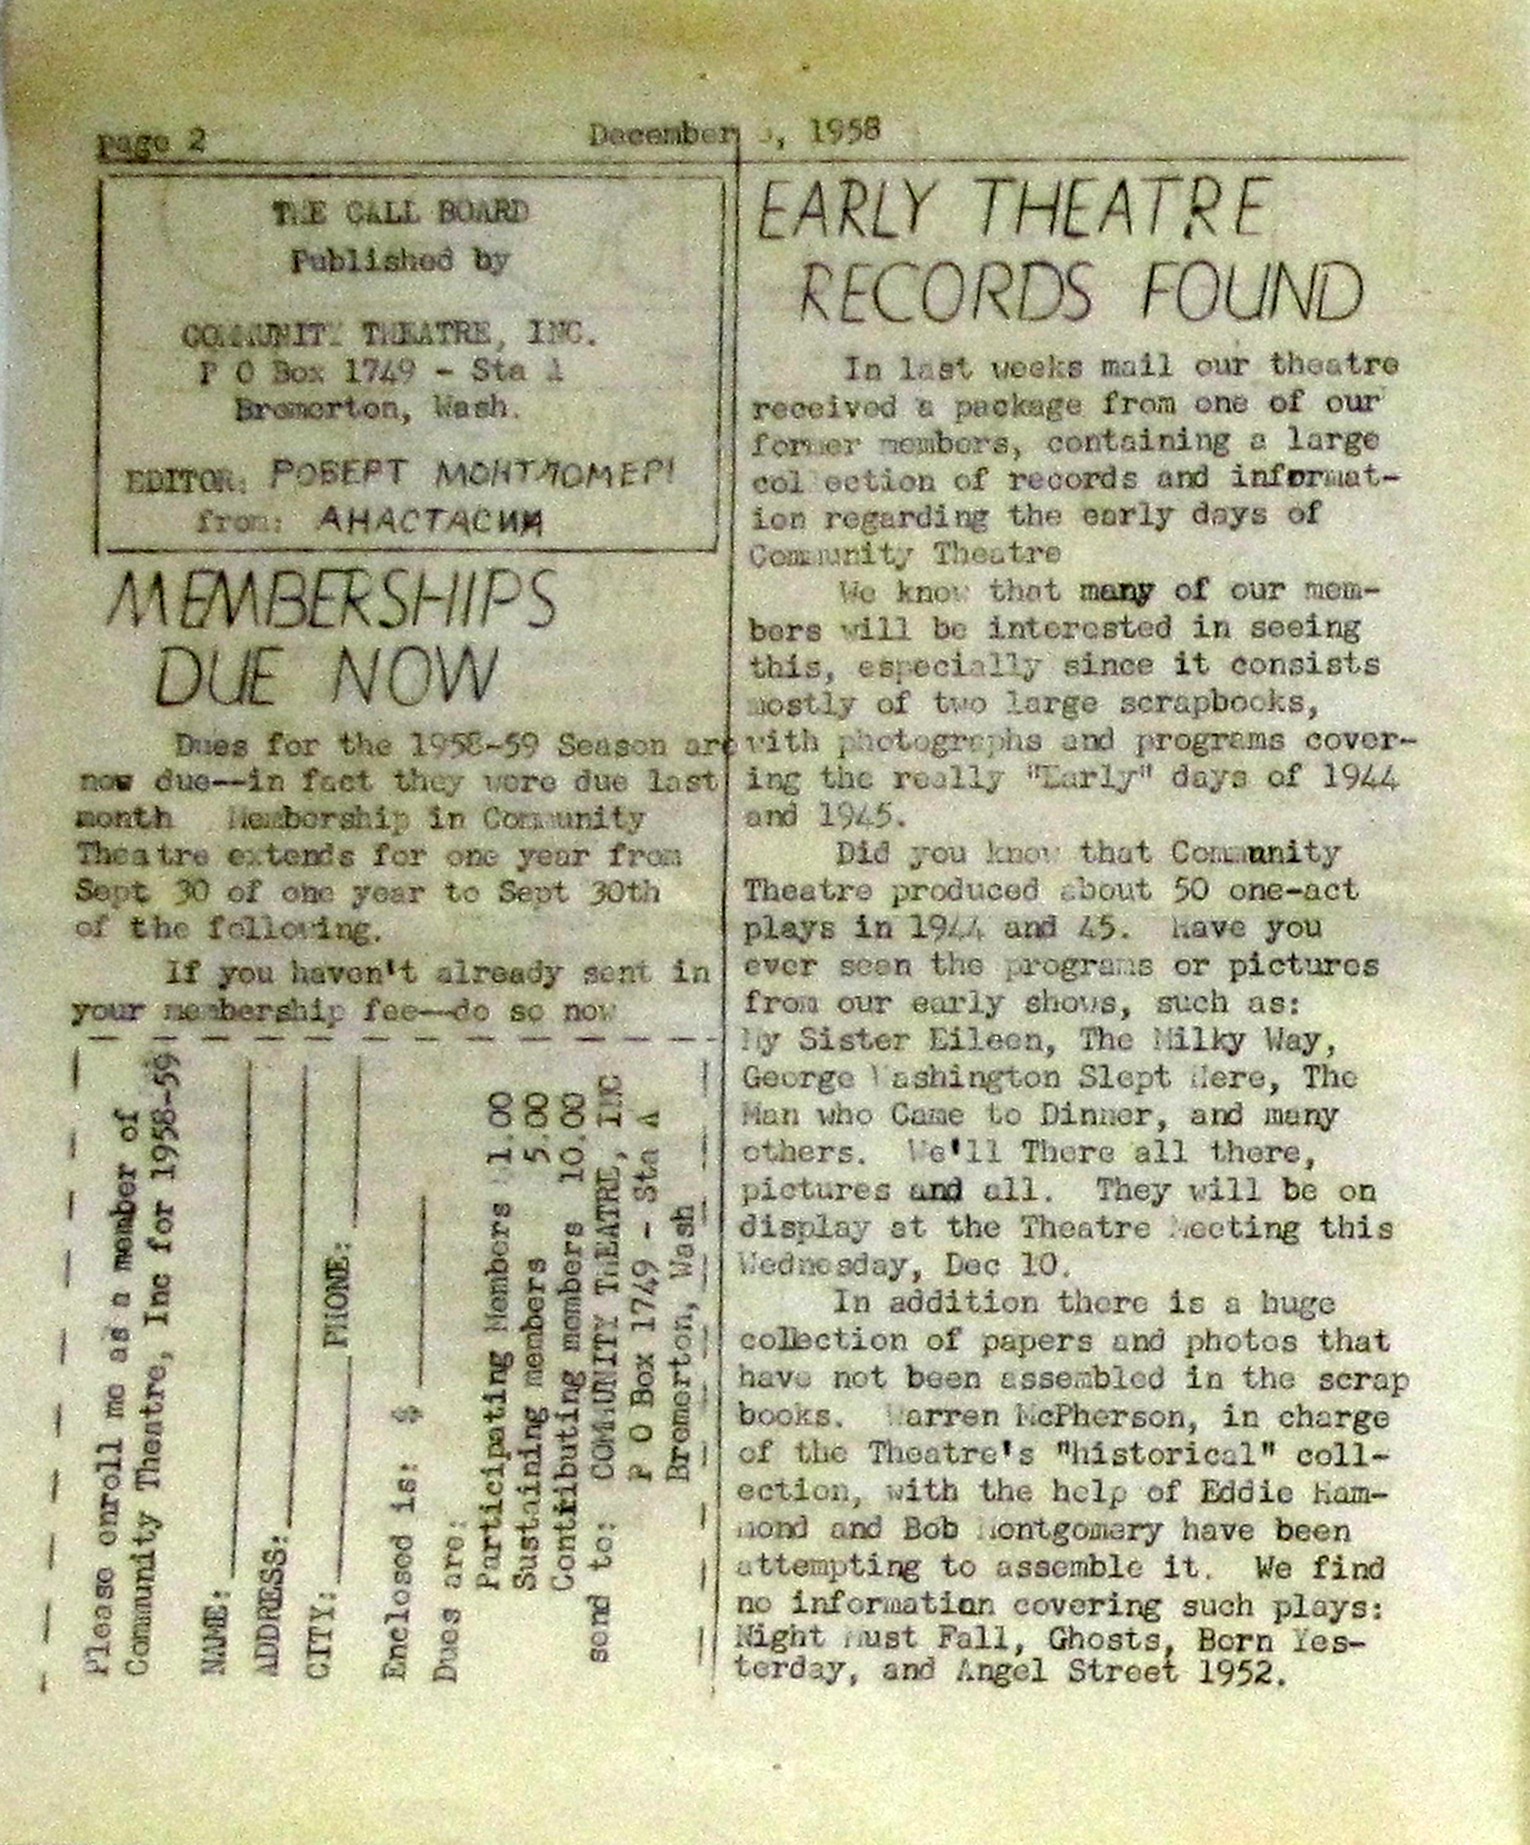 page 2
December , 1958
THE CALL BOARD
Published by
COMMUNITY THEATRE, INC.
P O Box 1749 - Sta A
Bremerton, Wash.
EDITOR: РОБЕРТ МОНТГОМЕРІ
from: АНАСТАСИЯ
MEMBERSHIPS
DUE NOW
Dues for the 1958-59 Season are
now due--in fact they were due last
month Membership in Community
Theatre extends for one year from
Sept 30 of one year to Sept 30th
of the following.
If you haven't already sent in
your membership fee--do so now
Please enroll me as a member of
Community Theatre, Inc for 1958-59
NAME:
ADDRESS:
CITY: PHONE:
Enclosed is: $
Dues are:
Participating Members 1.00
Sustaining members 5.00
Contributing members 10.00
send to: COMMUNITY THEATRE, INC
P O Box 1749 - Sta A
Bremerton, Wash
EARLY THEATRE
RECORDS FOUND
In last weeks mail our theatre
received a package from one of our
former members, containing a large
collection of records and informat-
ion regarding the early days of
Community Theatre
We know that many of our mem-
bers will be interested in seeing
this, especially since it consists
mostly of two large scrapbooks,
with photographs and programs cover-
ing the really "Early" days of 1944
and 1945.
Did you know that Community
Theatre produced about 50 one-act
plays in 1944 and 45. Have you
ever seen the programs or pictures
from our early shows, such as:
My Sister Eileen, The Milky Way,
George Washington Slept Here, The
Man who Came to Dinner, and many
others. We'll There all there,
pictures and all. They will be on
display at the Theatre Meeting this
Wednesday, Dec 10.
In addition there is a huge
collection of papers and photos that
have not been assembled in the scrap
books. Warren McPherson, in charge
of the Theatre's "historical" coll-
ection, with the help of Eddie Ham-
mond and Bob Montgomery have been
attempting to assemble it. We find
no information covering such plays:
Night Must Fall, Ghosts, Born Yes-
terday, and Angel Street 1952.